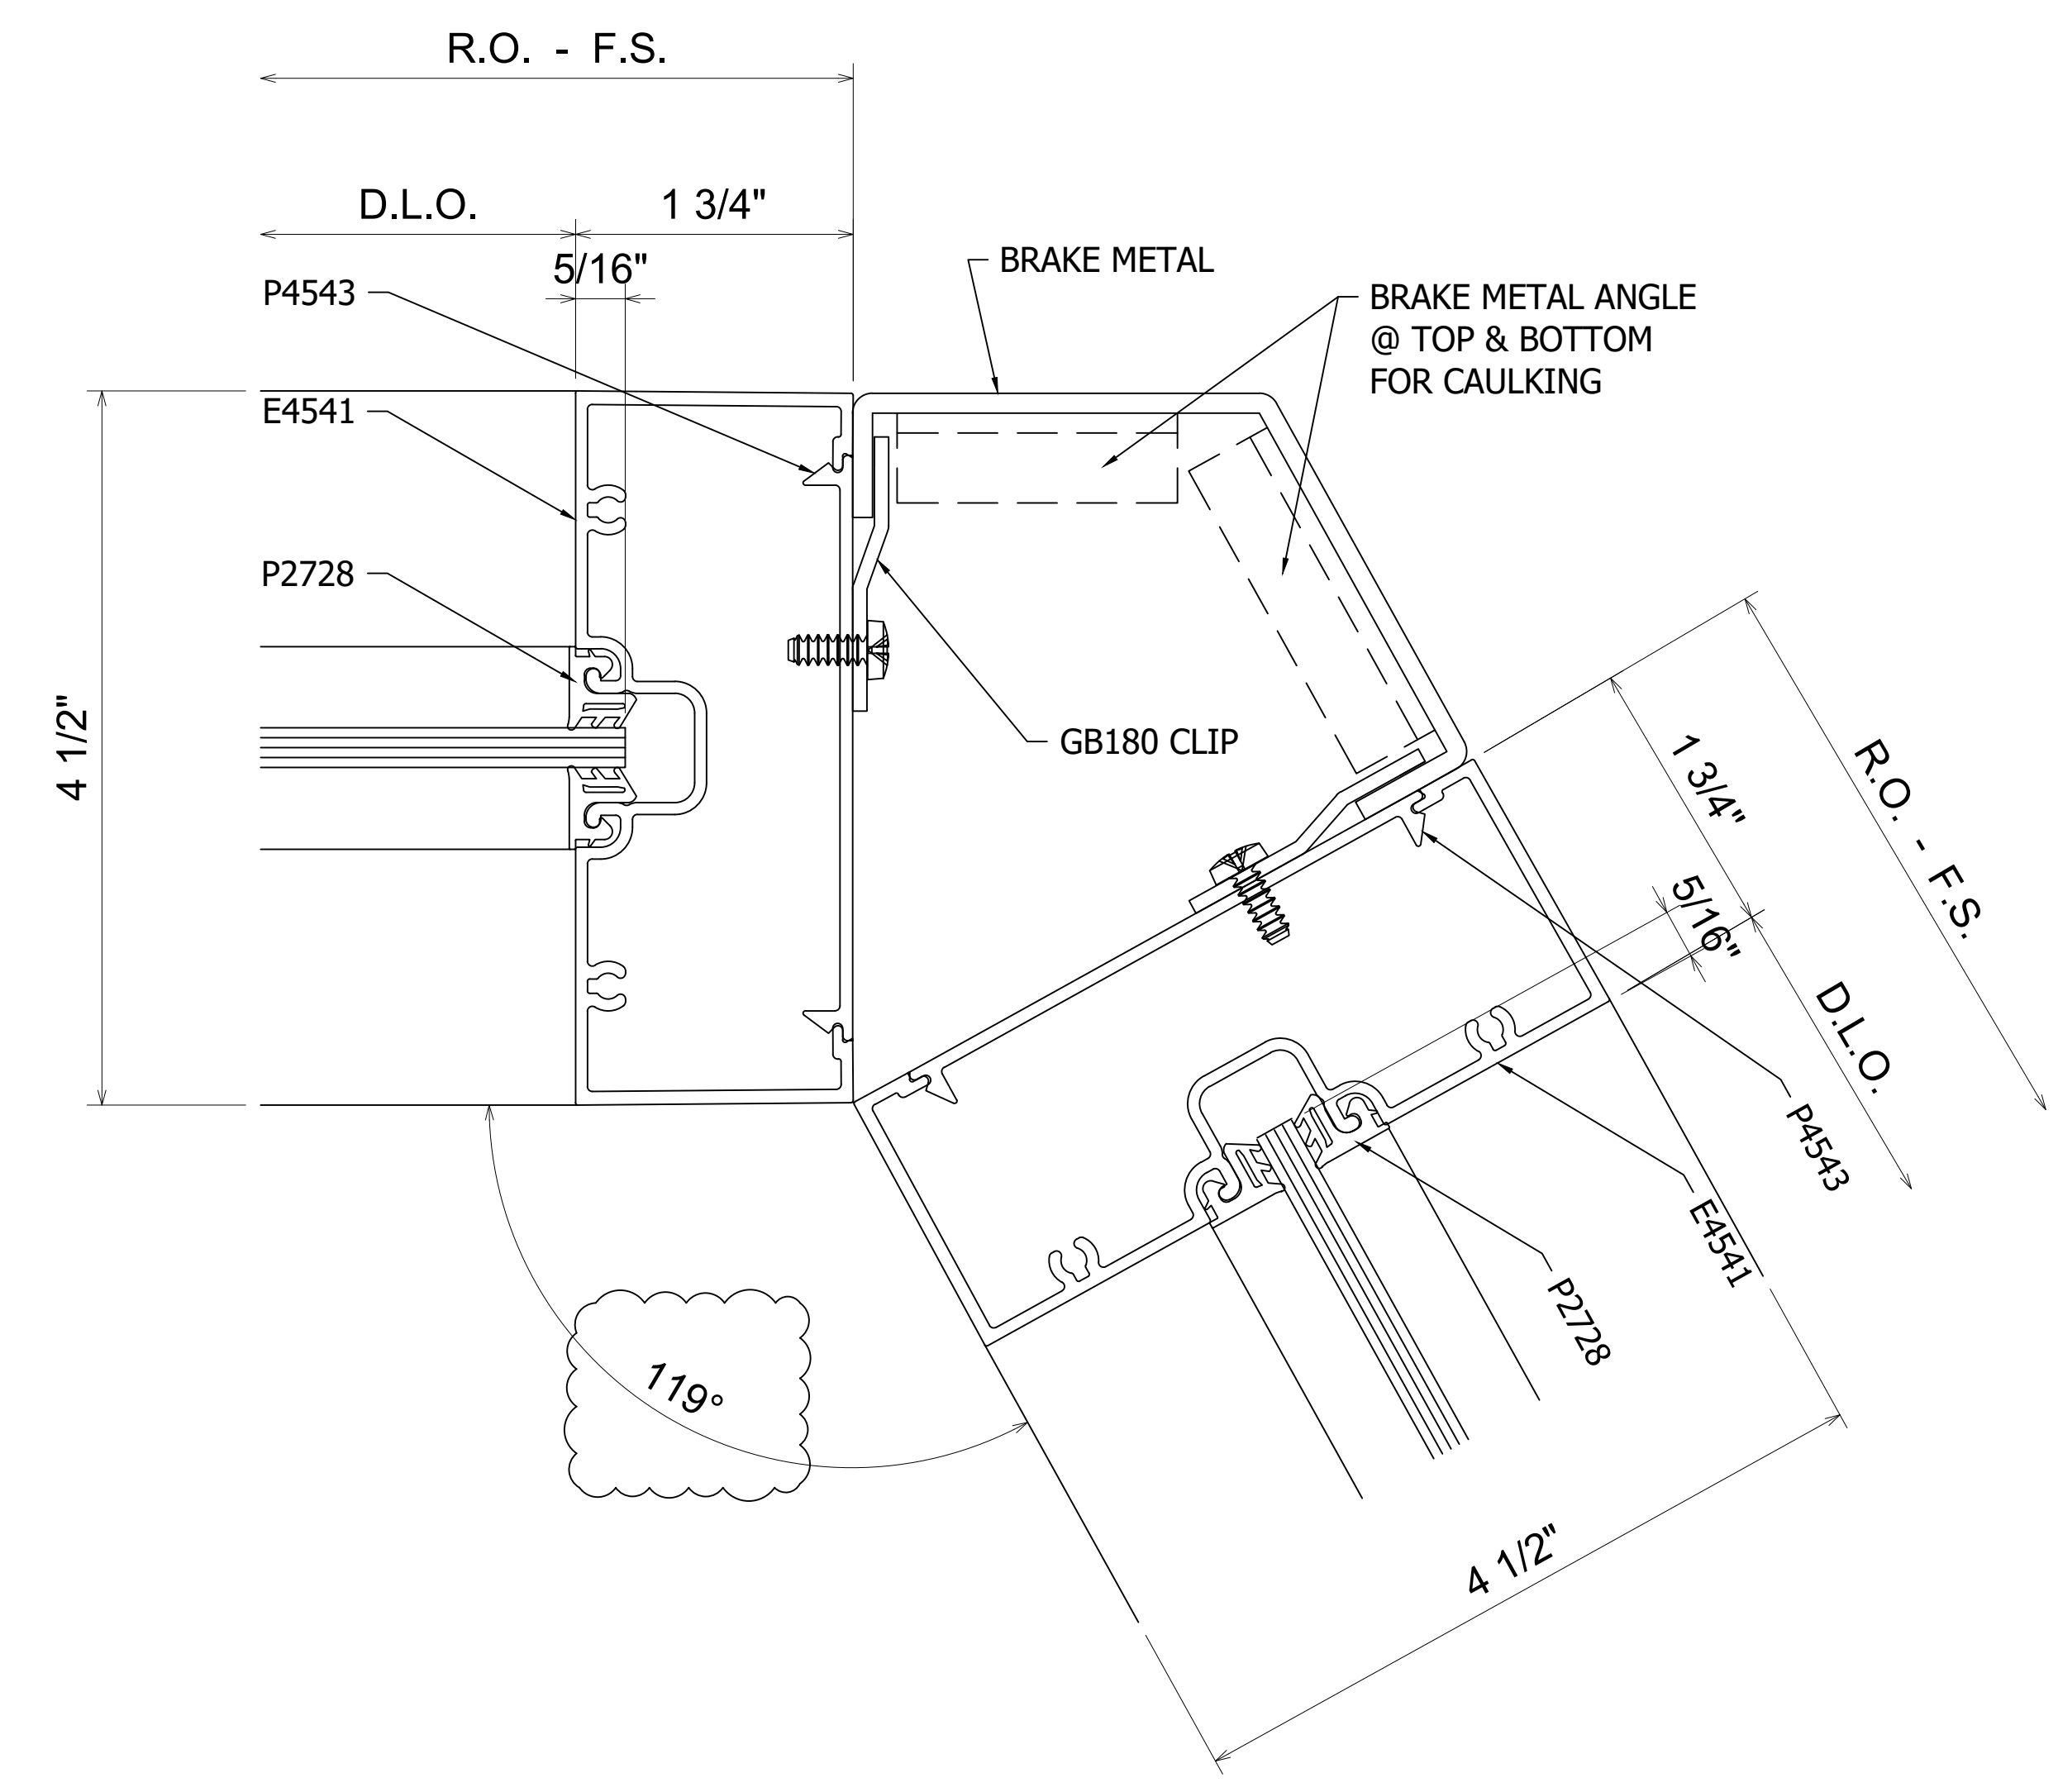 R.O. - F.S.
D.L.O.
1 3/4"
5/16"
P4543
E4541
P2728
4 1/2"
BRAKE METAL
BRAKE METAL ANGLE
@ TOP & BOTTOM
FOR CAULKING
GB180 CLIP
1 3/4"
R.O. - F.S.
5/16"
D.L.O.
P4543
E4541
P2728
119°
4 1/2"